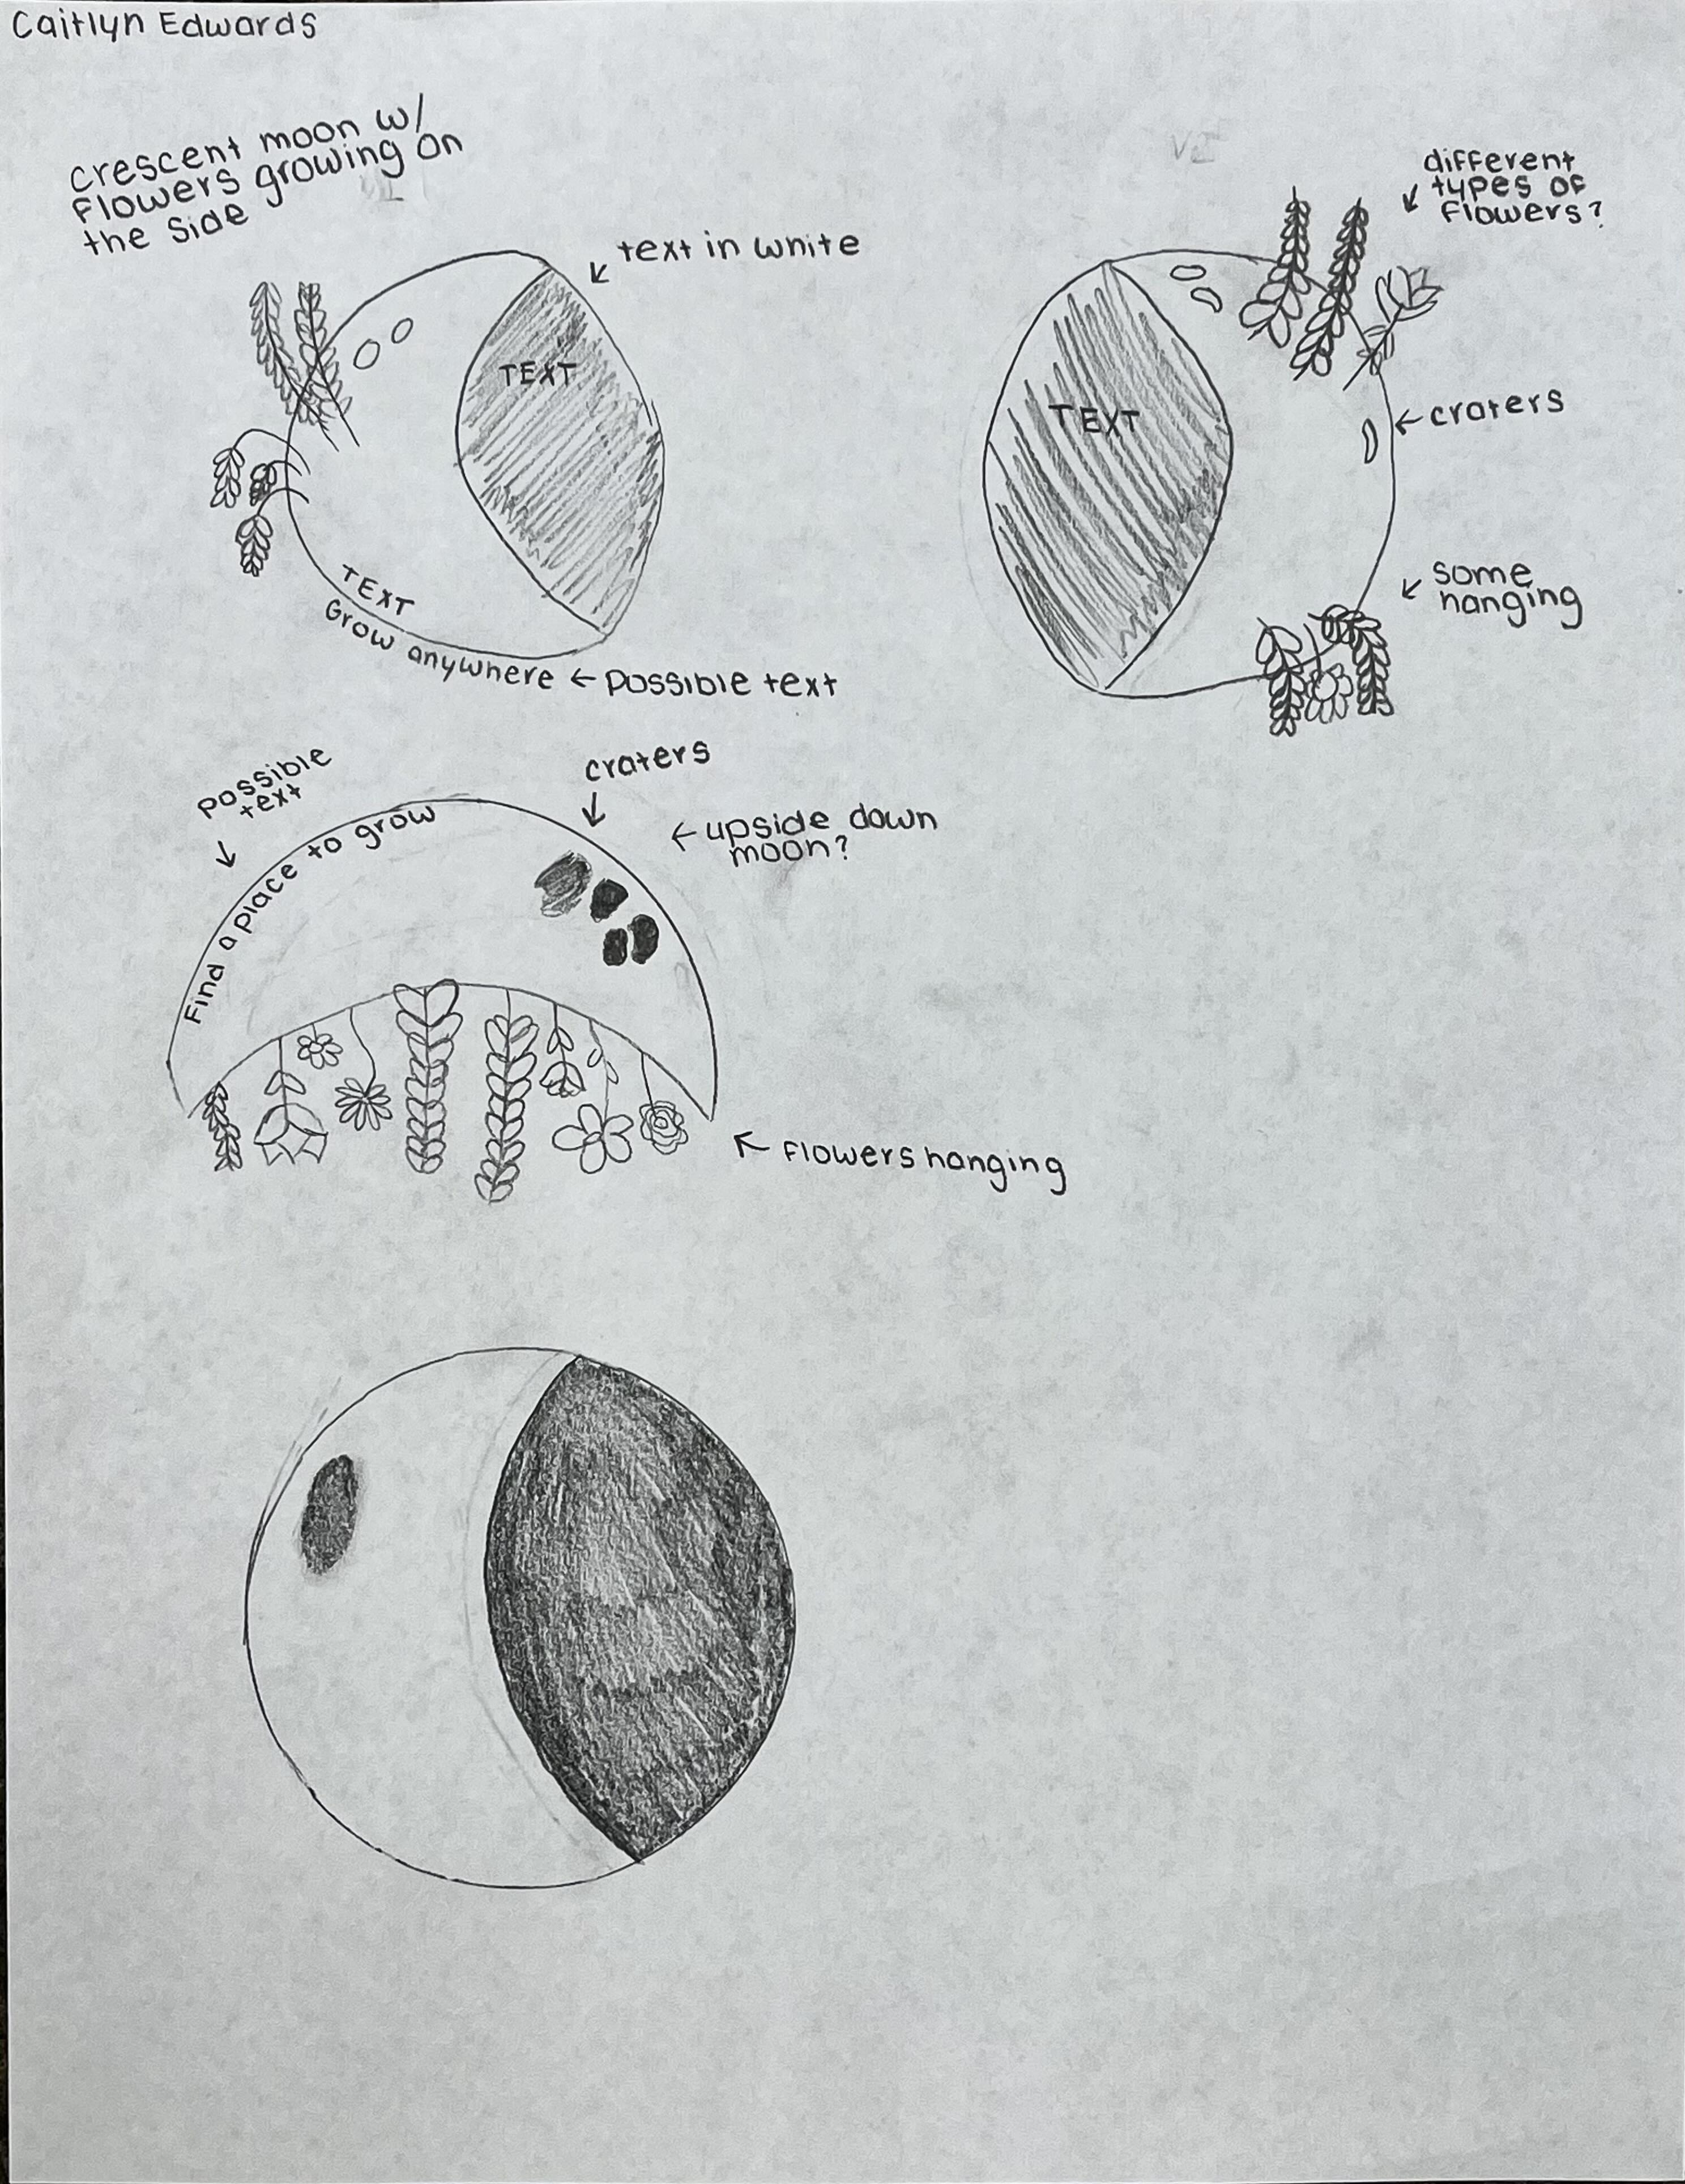 Caitlyn Edwards
crescent moon w/
flowers growing on
the side
text in white
TEXT
TEXT
Grow anywhere ← possible text
V2
different
types of
flowers?
TEXT
← craters
some
hanging
possible
text
craters
← upside down
moon?
Find a place to grow
← flowers hanging